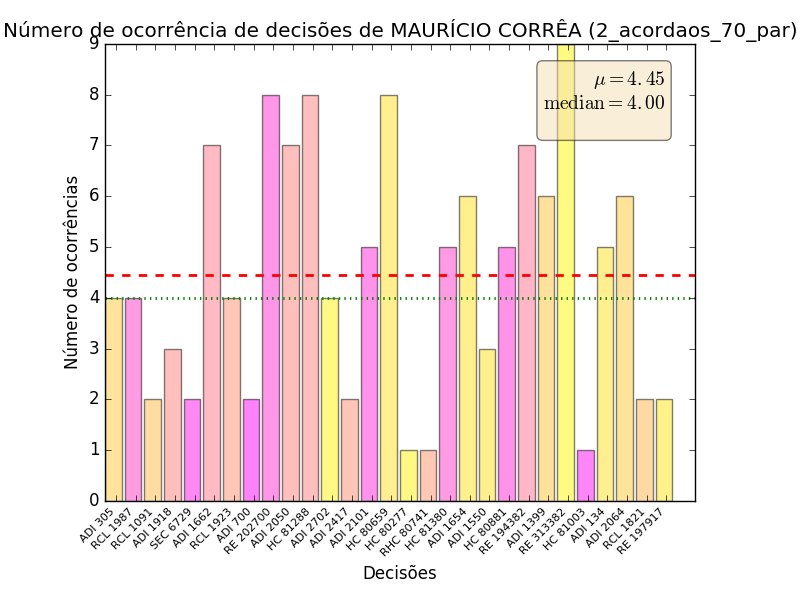 Número de ocorrência de decisões de MAURÍCIO CORRÊA (2_acordaos_70_par)
μ = 4.45
median = 4.00
Número de ocorrências
9
8
7
6
5
4
3
2
1
0
ADI 305
RCL 1987
RCL 1091
ADI 1918
SEC 6729
ADI 1662
RCL 1923
ADI 700
RE 202700
ADI 2050
HC 81288
ADI 2702
ADI 2417
ADI 2101
HC 80659
HC 80277
RHC 80741
HC 81380
ADI 1654
ADI 1550
HC 80881
RE 194382
ADI 1399
RE 313382
HC 81003
ADI 134
ADI 2064
RCL 1821
RE 197917
Decisões